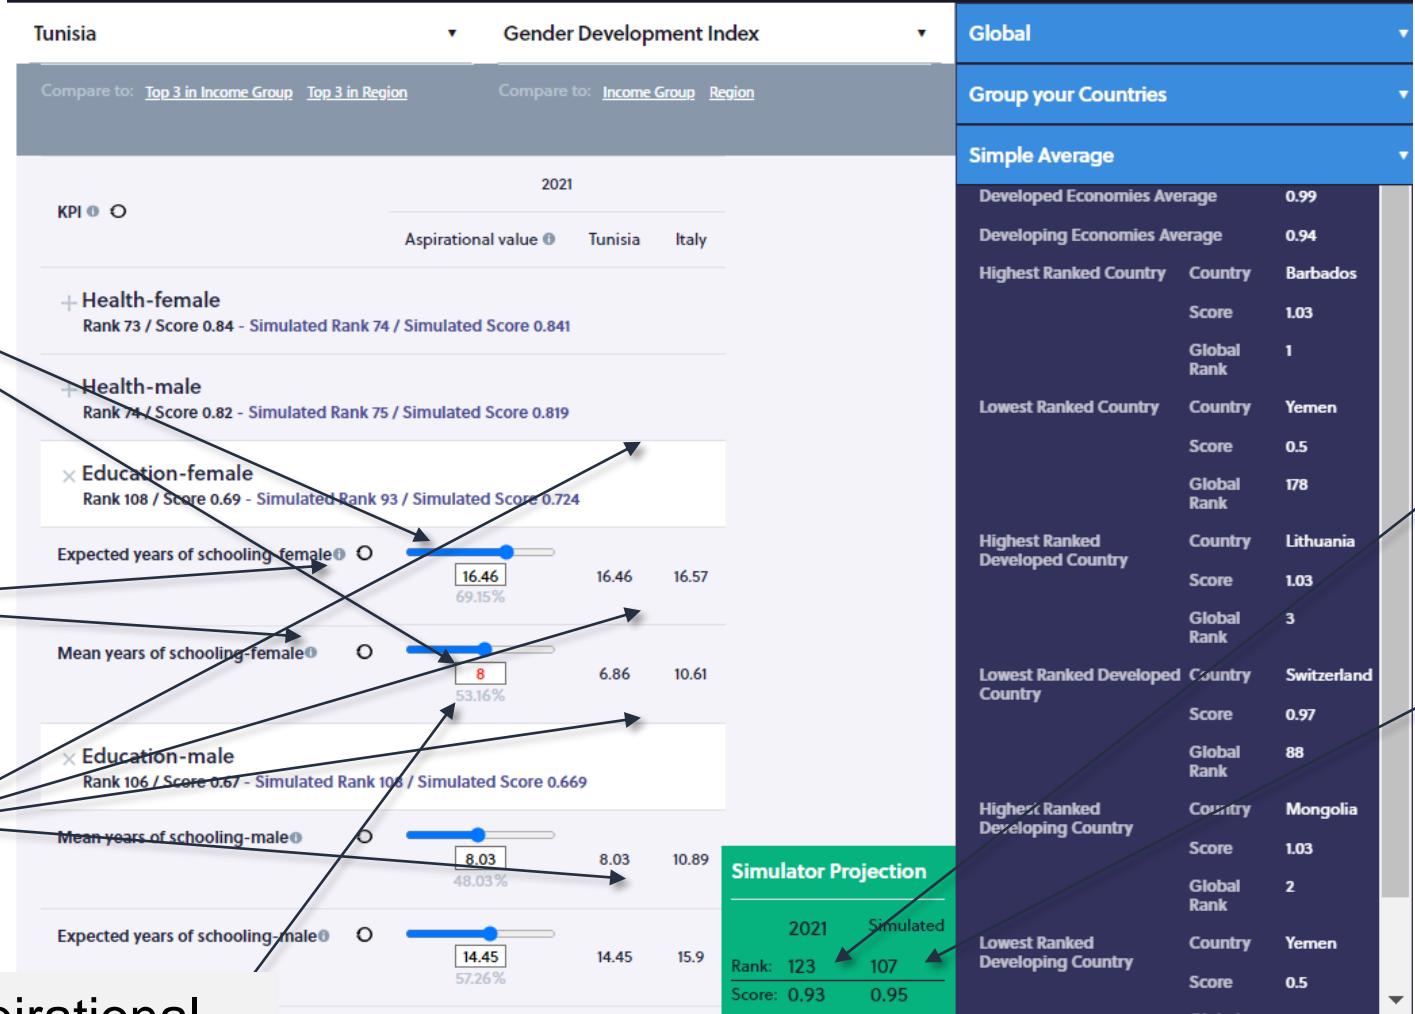 Tunisia
Gender Development Index
Compare to: Top 3 in Income Group Top 3 in Region
Compare to: Income Group Region
KPI
2021
Aspirational value Tunisia Italy
Health-female
Rank 73 / Score 0.84 - Simulated Rank 74 / Simulated Score 0.841
Health-male
Rank 74 / Score 0.82 - Simulated Rank 75 / Simulated Score 0.819
Education-female
Rank 108 / Score 0.69 - Simulated Rank 93 / Simulated Score 0.724
Expected years of schooling-female
16.46 16.46 16.57
69.15%
Mean years of schooling-female
8 6.86 10.61
53.16%
Education-male
Rank 106 / Score 0.67 - Simulated Rank 108 / Simulated Score 0.669
Mean years of schooling-male
8.03 8.03 10.89
48.03%
Expected years of schooling-male
14.45 14.45 15.9
57.26%
Simulator Projection
2021 Simulated
Rank: 123 107
Score: 0.93 0.95
Global
Group your Countries
Simple Average
Developed Economies Average 0.99
Developing Economies Average 0.94
Highest Ranked Country Country Barbados
Score 1.03
Global Rank 1
Lowest Ranked Country Country Yemen
Score 0.5
Global Rank 178
Highest Ranked Developed Country Country Lithuania
Score 1.03
Global Rank 3
Lowest Ranked Developed Country Country Switzerland
Score 0.97
Global Rank 88
Highest Ranked Developing Country Country Mongolia
Score 1.03
Global Rank 2
Lowest Ranked Developing Country Country Yemen
Score 0.5